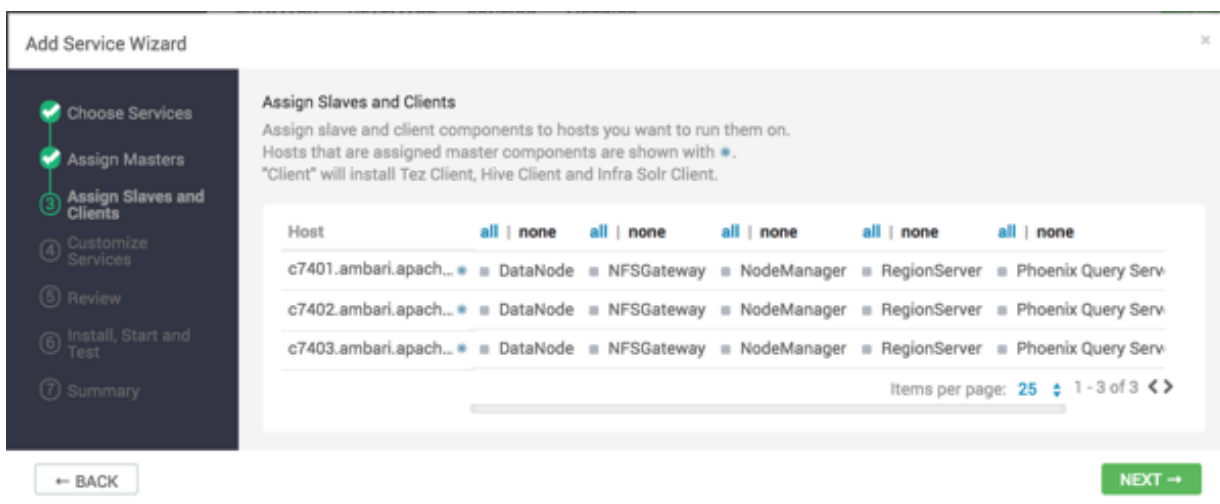 Add Service Wizard
×
Choose Services
Assign Masters
3 Assign Slaves and
Clients
4 Customize
Services
5 Review
6 Install, Start and
Test
7 Summary
Assign Slaves and Clients
Assign slave and client components to hosts you want to run them on.
Hosts that are assigned master components are shown with ✵.
"Client" will install Tez Client, Hive Client and Infra Solr Client.
Host all | none all | none all | none all | none all | none
c7401.ambari.apach... ✵ DataNode NFSGateway NodeManager RegionServer Phoenix Query Serv
c7402.ambari.apach... ✵ DataNode NFSGateway NodeManager RegionServer Phoenix Query Serv
c7403.ambari.apach... ✵ DataNode NFSGateway NodeManager RegionServer Phoenix Query Serv
Items per page: 25 1 - 3 of 3
← BACK
NEXT →